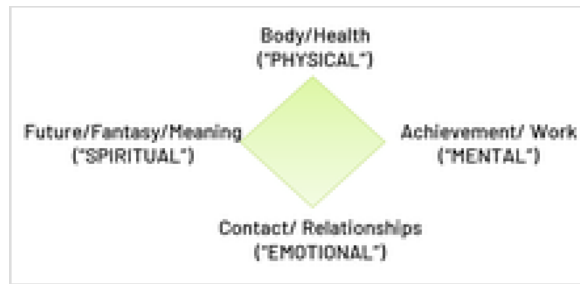 Body/Health
("PHYSICAL")
Future/Fantasy/Meaning
("SPIRITUAL")
Achievement/ Work
("MENTAL")
Contact/ Relationships
("EMOTIONAL")